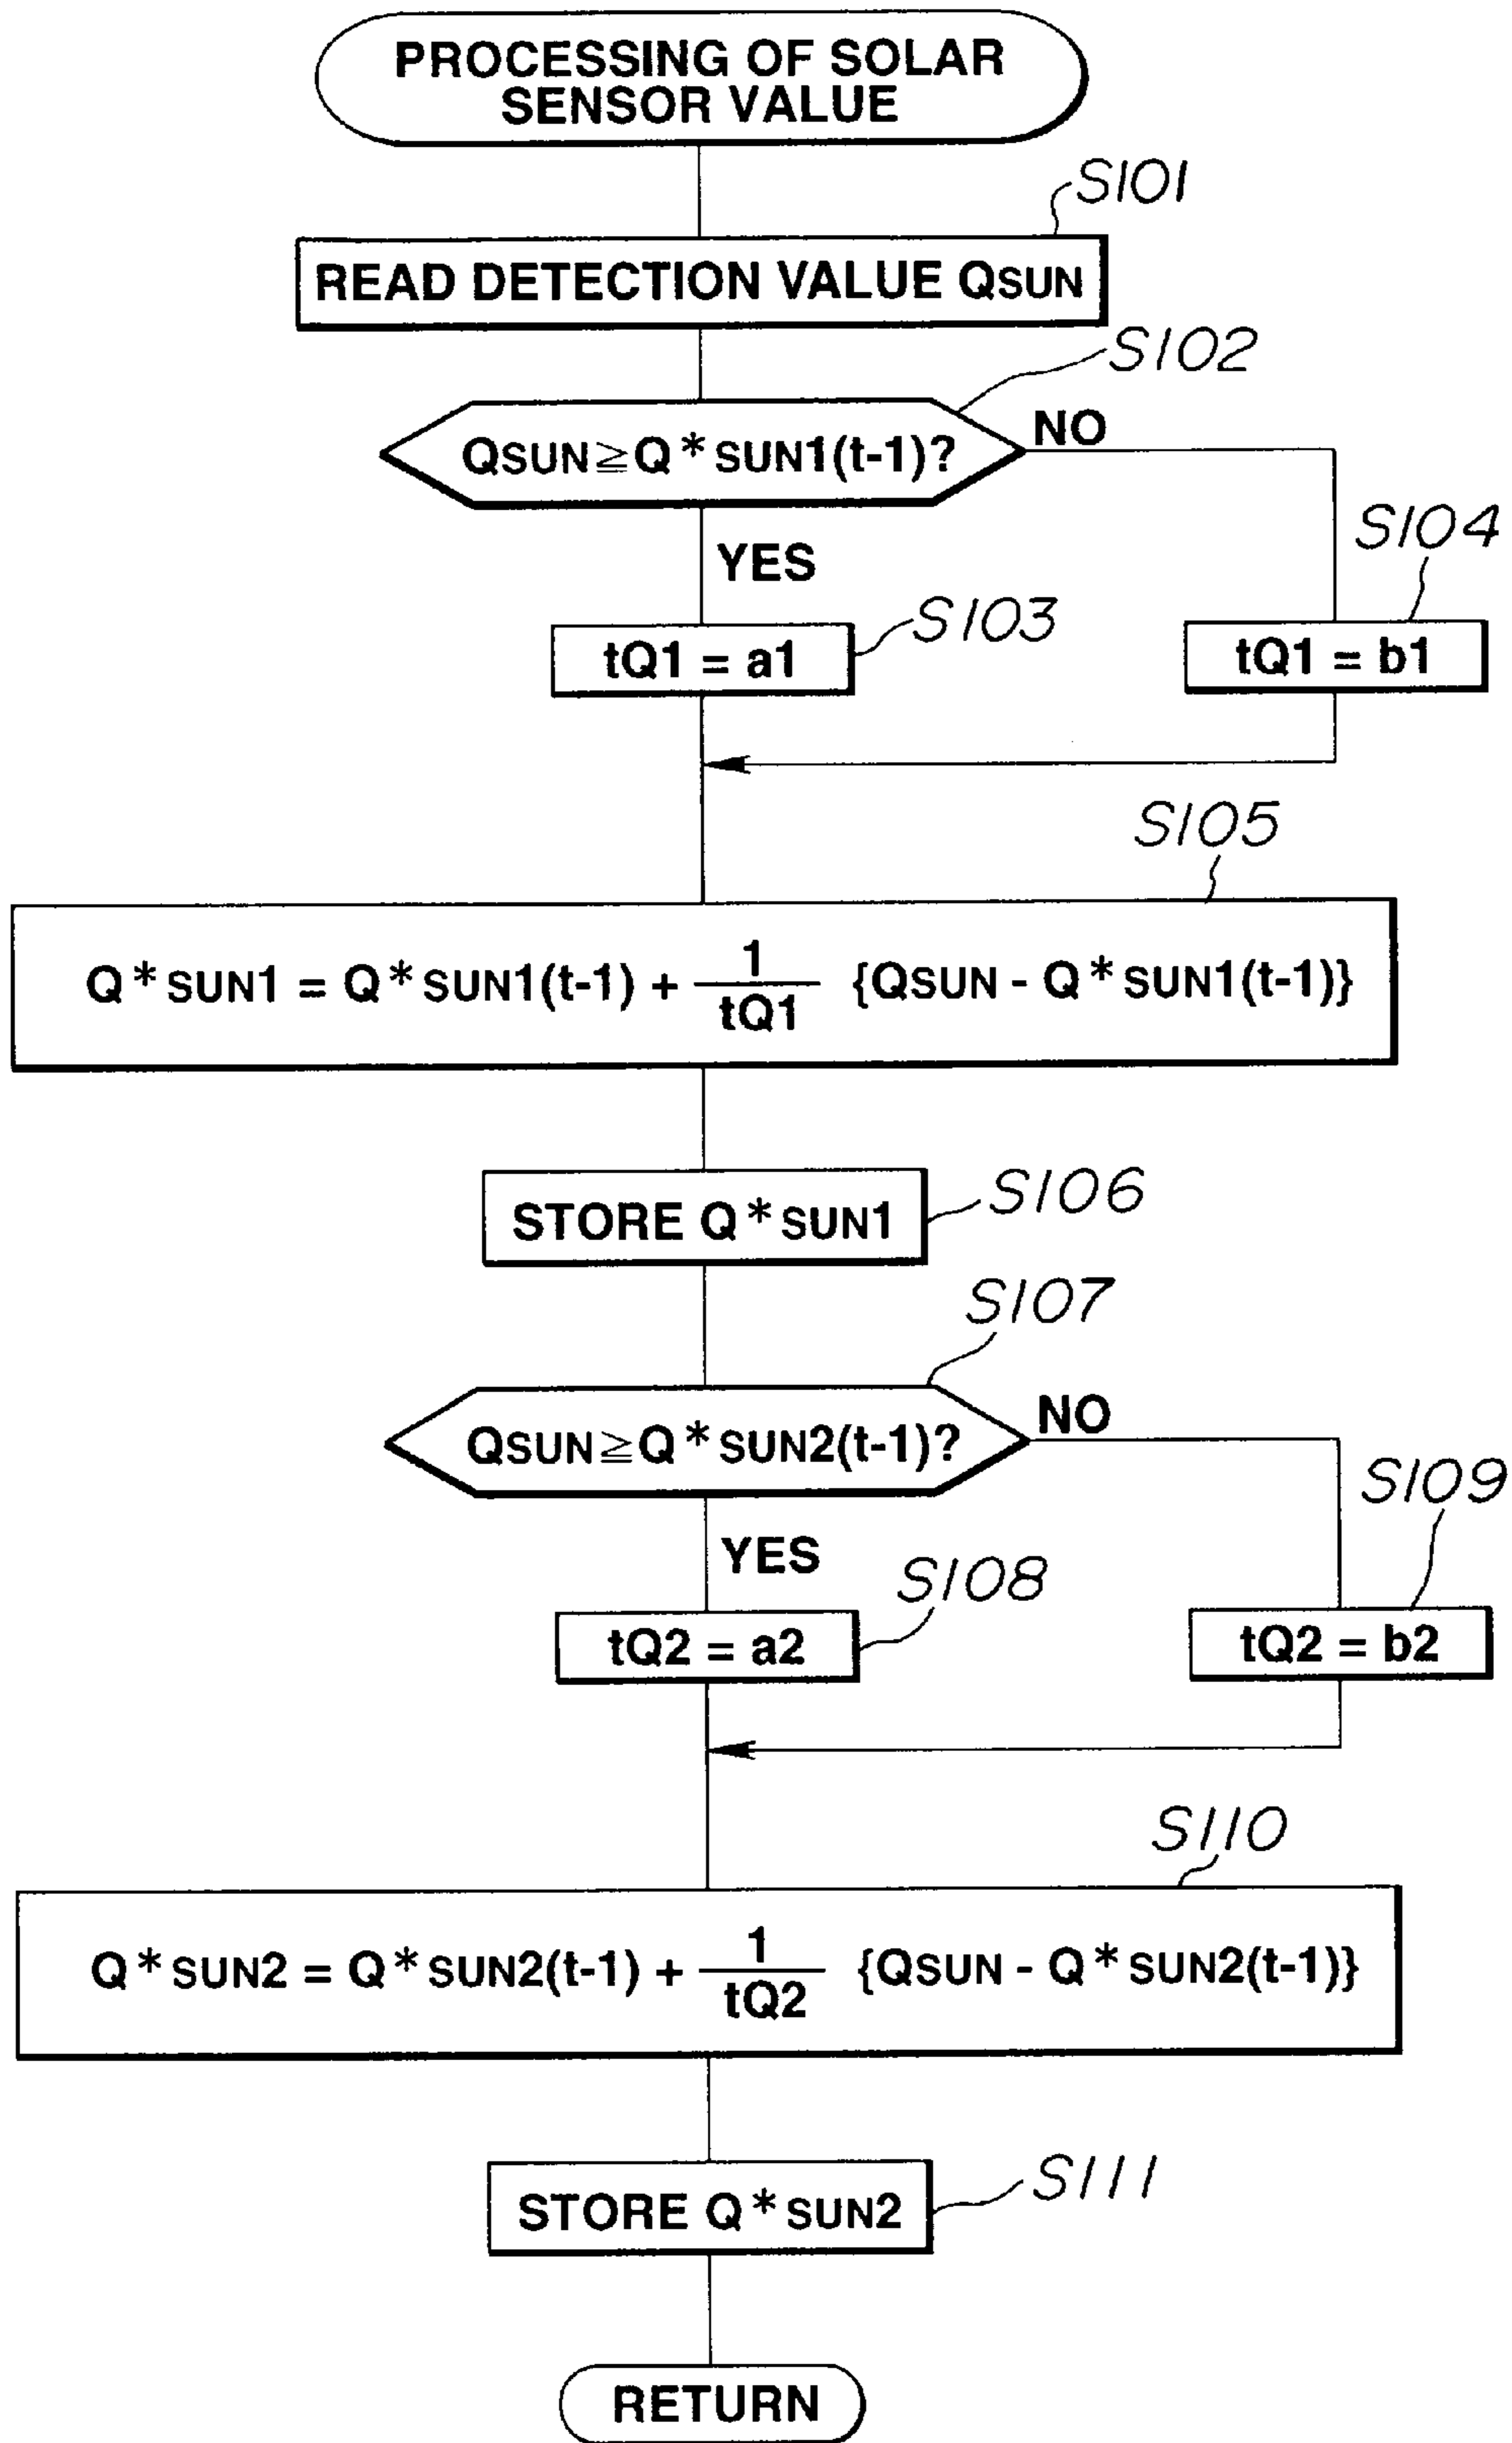 PROCESSING OF SOLAR
SENSOR VALUE
S101
READ DETECTION VALUE QSUN
S102
QSUN≧Q*SUN1(t-1)?
NO
YES
S104
S103
tQ1 = a1
tQ1 = b1
S105
Q*SUN1 = Q*SUN1(t-1) + 1/tQ1 {QSUN - Q*SUN1(t-1)}
S106
STORE Q*SUN1
S107
QSUN≧Q*SUN2(t-1)?
NO
YES
S109
S108
tQ2 = a2
tQ2 = b2
S110
Q*SUN2 = Q*SUN2(t-1) + 1/tQ2 {QSUN - Q*SUN2(t-1)}
S111
STORE Q*SUN2
RETURN